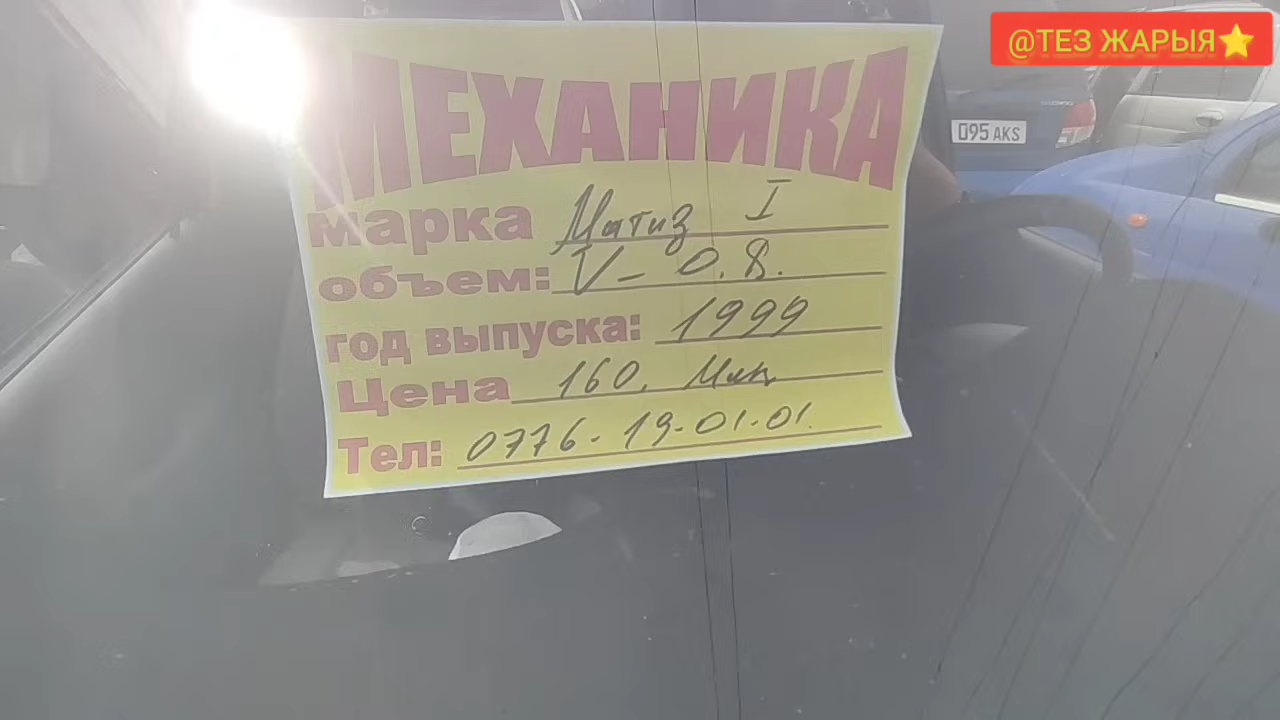 @ТЕЗ ЖАРЫЯ⭐
МЕХАНИКА
марка Матиз I
объем: V- 0.8.
год выпуска: 1999
Цена 160. Мин
Тел: 0776-19-01-01.
095 AKS